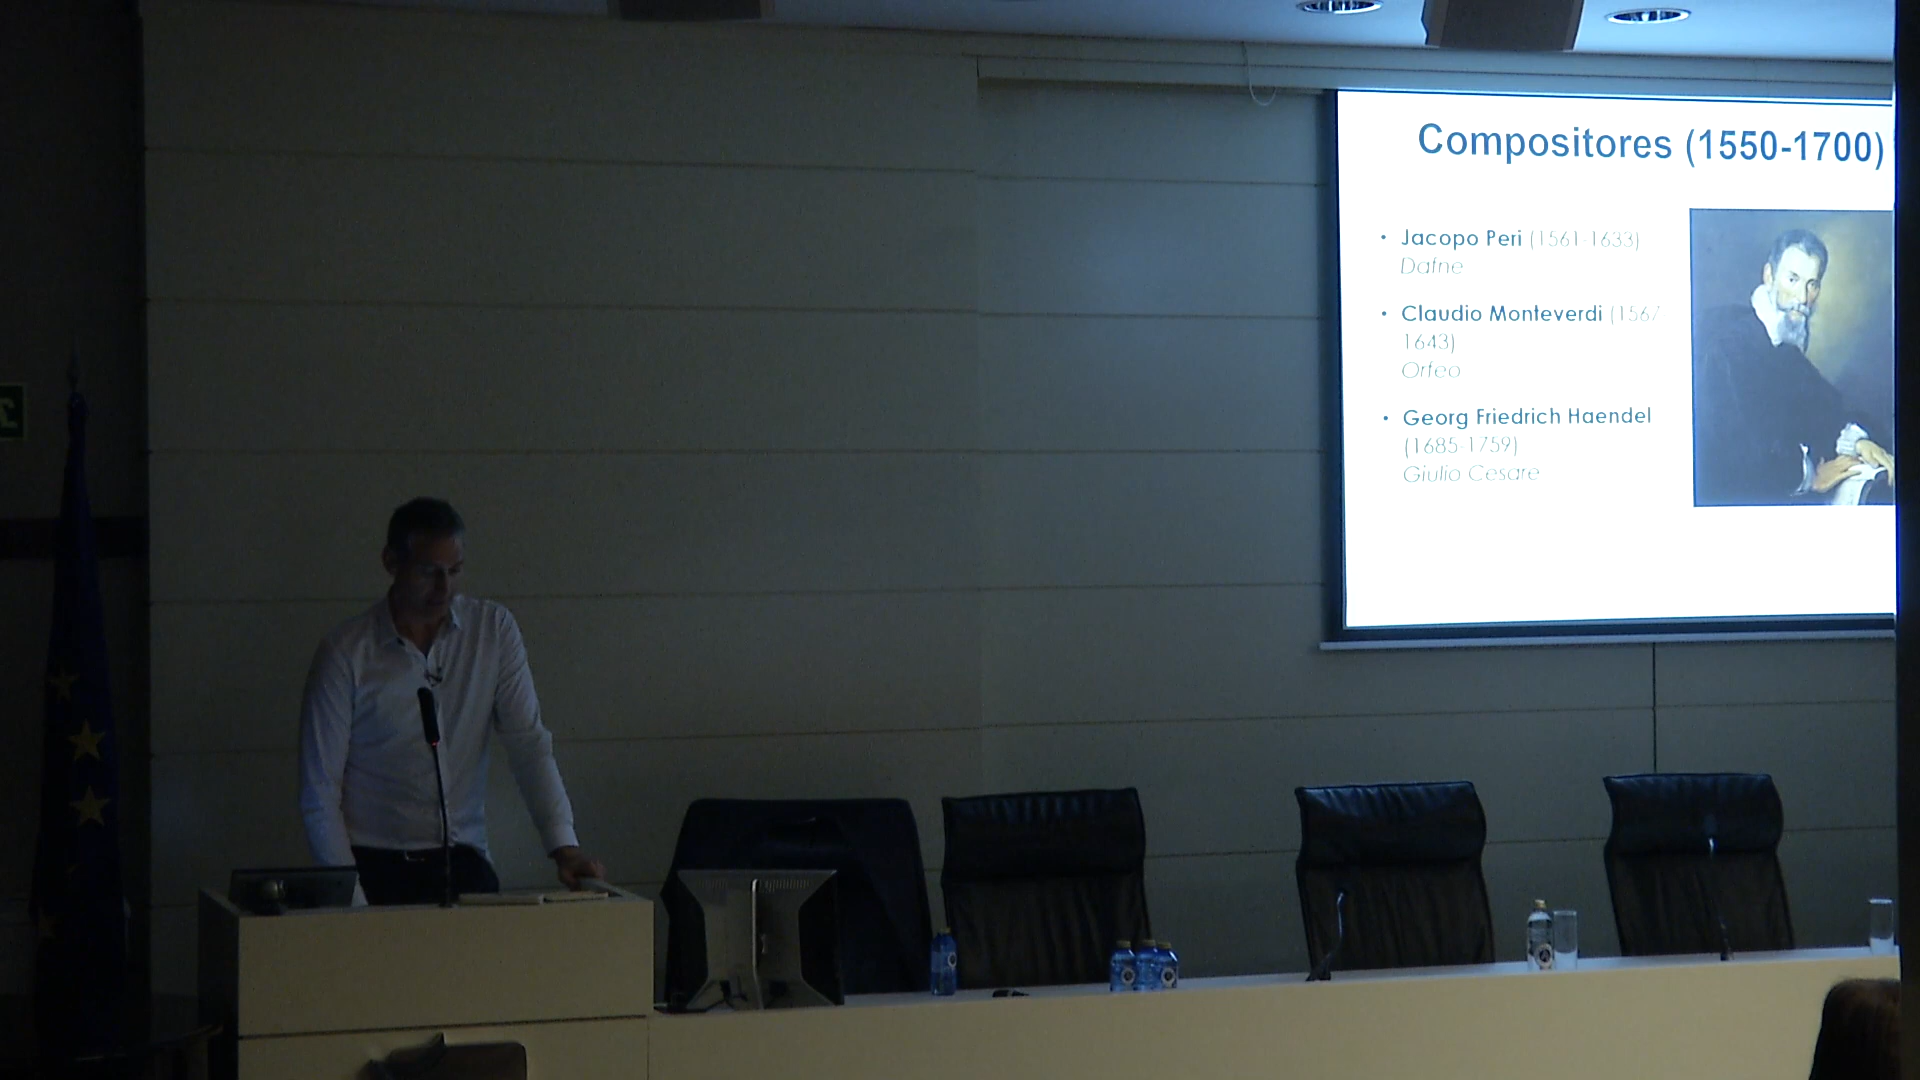 Compositores (1550-1700)
• Jacopo Peri (1561-1633)
Dafne
• Claudio Monteverdi (1567
1643)
Orfeo
• Georg Friedrich Haendel
(1685-1759)
Giulio Cesare